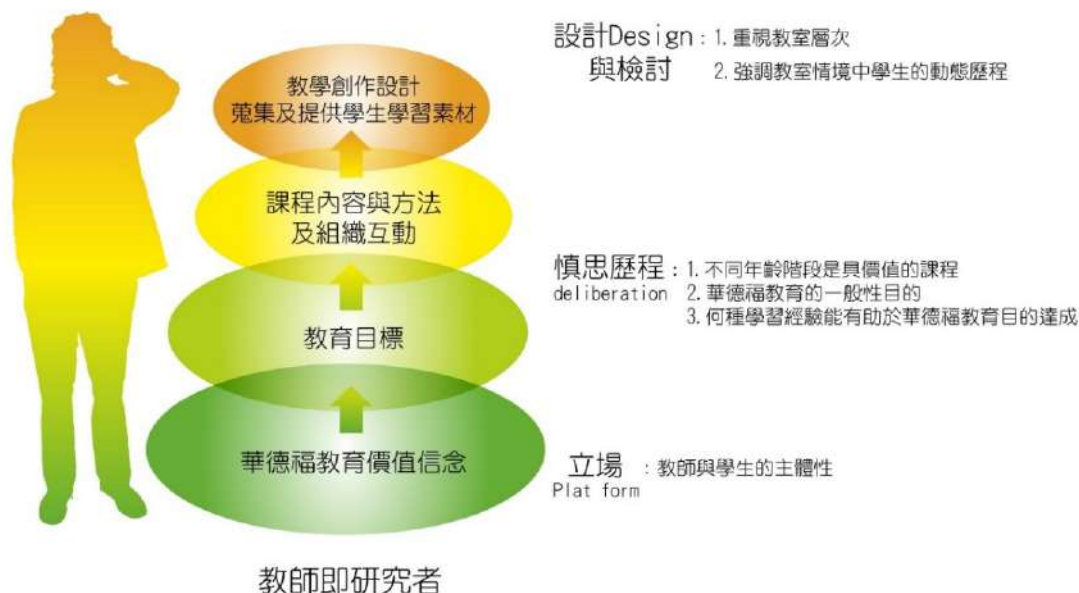 設計Design：1. 重視教室層次
與檢討 2. 強調教室情境中學生的動態歷程
教學創作設計
蒐集及提供學生學習素材
課程內容與方法
及組織互動
慎思歷程：1. 不同年齡階段是具價值的課程
deliberation 2. 華德福教育的一般性目的
3. 何種學習經驗能有助於華德福教育目的達成
教育目標
華德福教育價值信念
立場：教師與學生的主體性
Plat form
教師即研究者